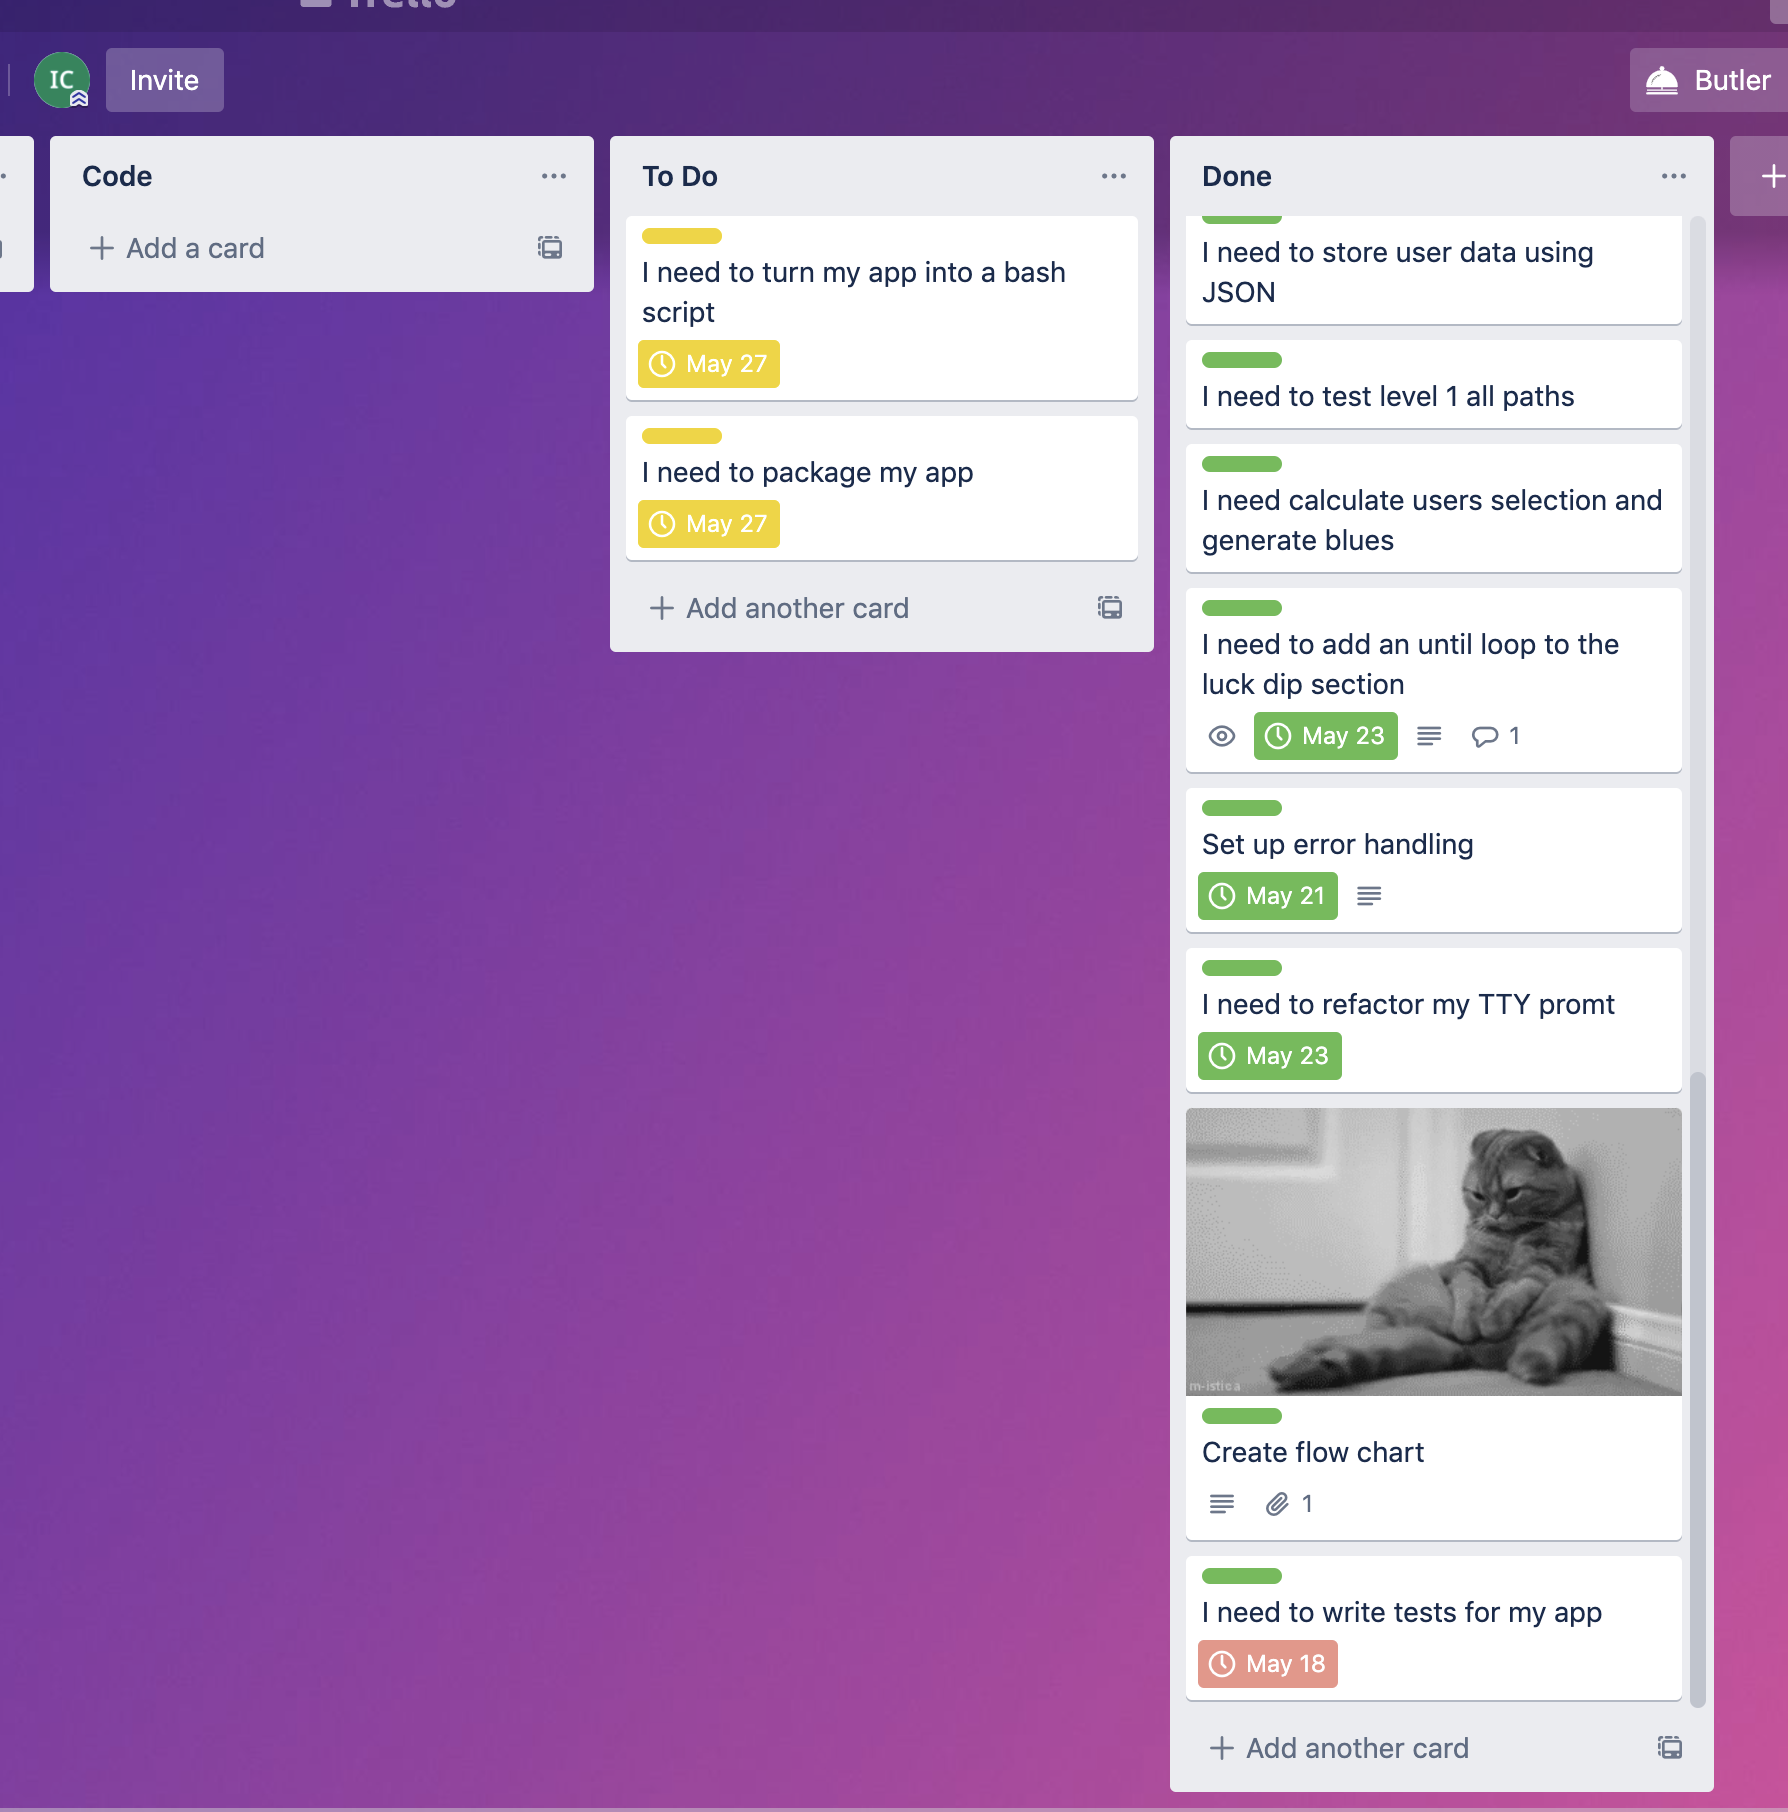 Trello
IC
Invite
Butler
Code
Add a card
To Do
I need to turn my app into a bash
script
May 27
I need to package my app
May 27
Add another card
Done
I need to store user data using
JSON
I need to test level 1 all paths
I need calculate users selection and
generate blues
I need to add an until loop to the
luck dip section
May 23
1
Set up error handling
May 21
I need to refactor my TTY promt
May 23
m-istica
Create flow chart
1
I need to write tests for my app
May 18
Add another card